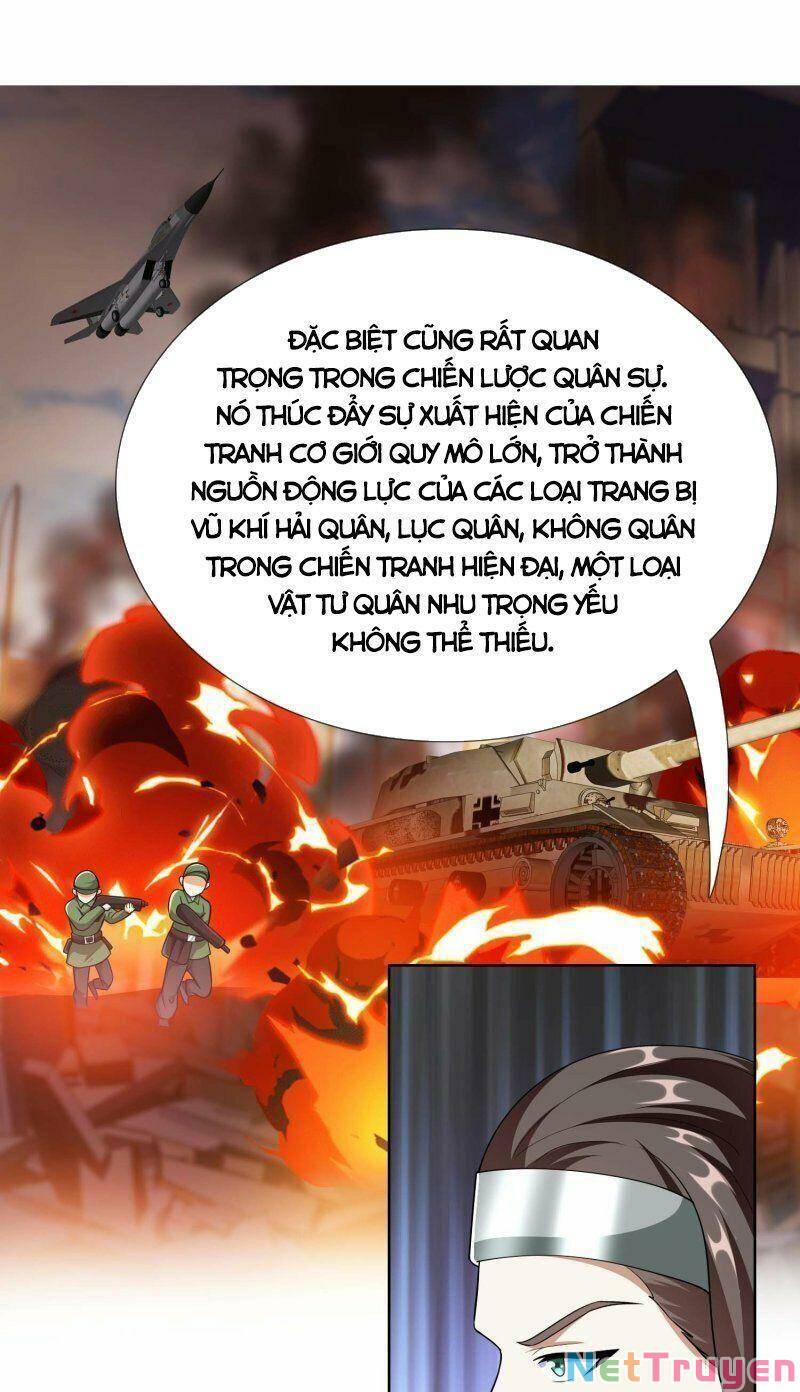 ĐẶC BIỆT CŨNG RẤT QUAN
TRỌNG TRONG CHIẾN LƯỢC QUÂN SỰ.
NÓ THÚC ĐẨY SỰ XUẤT HIỆN CỦA CHIẾN
TRANH CƠ GIỚI QUY MÔ LỚN, TRỞ THÀNH
NGUỒN ĐỘNG LỰC CỦA CÁC LOẠI TRANG BỊ
VŨ KHÍ HẢI QUÂN, LỤC QUÂN, KHÔNG QUÂN
TRONG CHIẾN TRANH HIỆN ĐẠI, MỘT LOẠI
VẬT TƯ QUÂN NHU TRỌNG YẾU
KHÔNG THỂ THIẾU.
NetTruyen